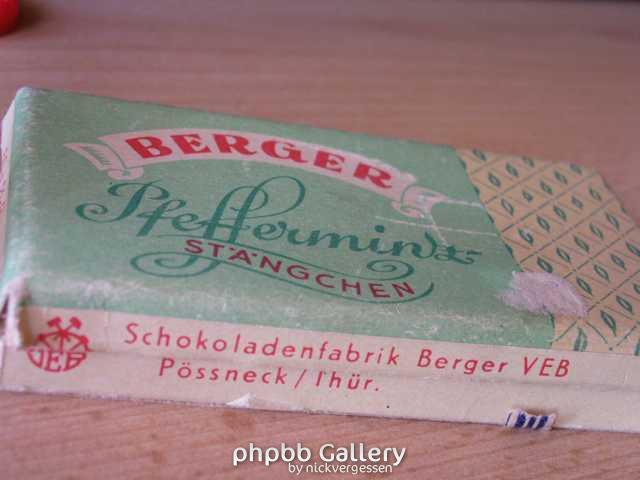 BERGER
Pfefferminz-
STÄNGCHEN
VEB
Schokoladenfabrik Berger VEB
Pössneck/Thür.
phpbb Gallery
by nickvergessen